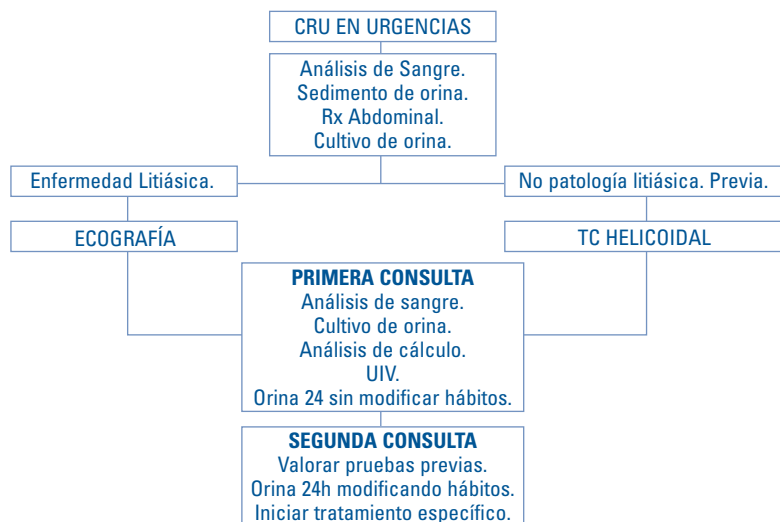 CRU EN URGENCIAS
Análisis de Sangre.
Sedimento de orina.
Rx Abdominal.
Cultivo de orina.
Enfermedad Litiásica.
No patología litiásica. Previa.
ECOGRAFÍA
TC HELICOIDAL
PRIMERA CONSULTA
Análisis de sangre.
Cultivo de orina.
Análisis de cálculo.
UIV.
Orina 24 sin modificar hábitos.
SEGUNDA CONSULTA
Valorar pruebas previas.
Orina 24h modificando hábitos.
Iniciar tratamiento específico.